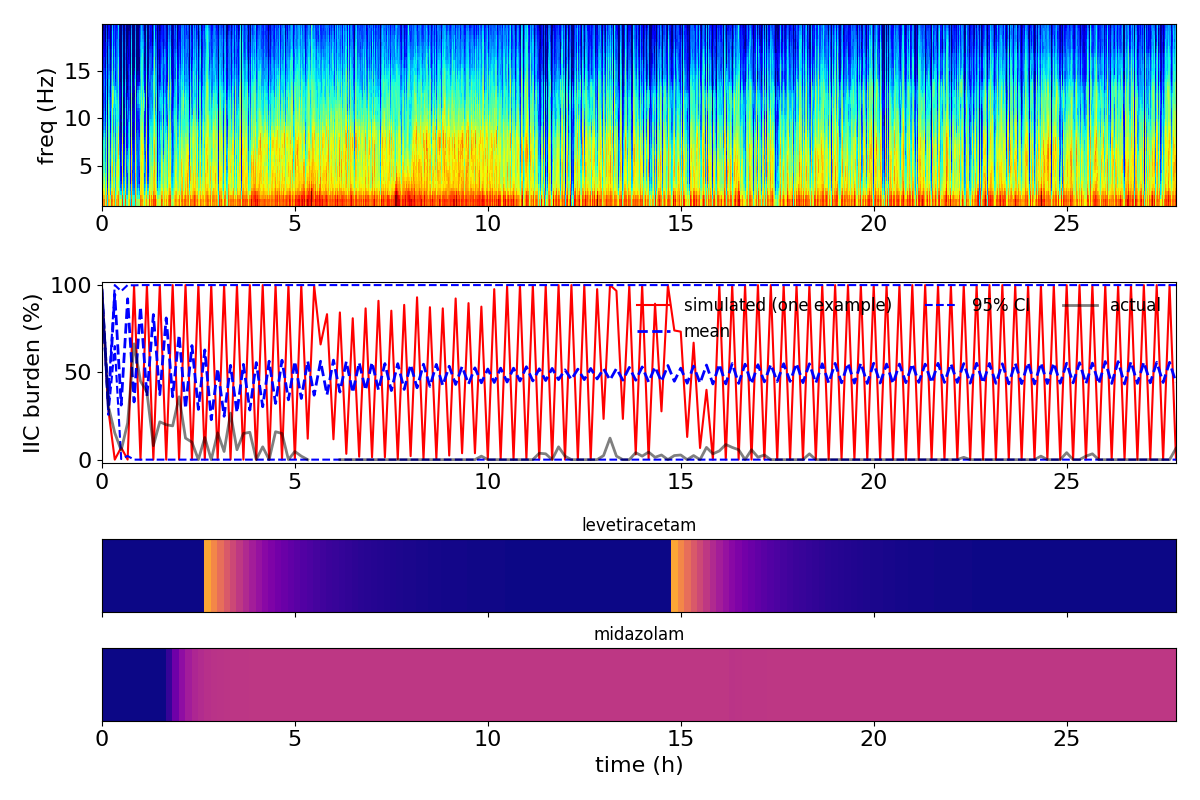 freq (Hz)
15
10
5
0 5 10 15 20 25
IIC burden (%)
100
50
0
simulated (one example) 95% CI actual
mean
0 5 10 15 20 25
levetiracetam
midazolam
0 5 10 15 20 25
time (h)